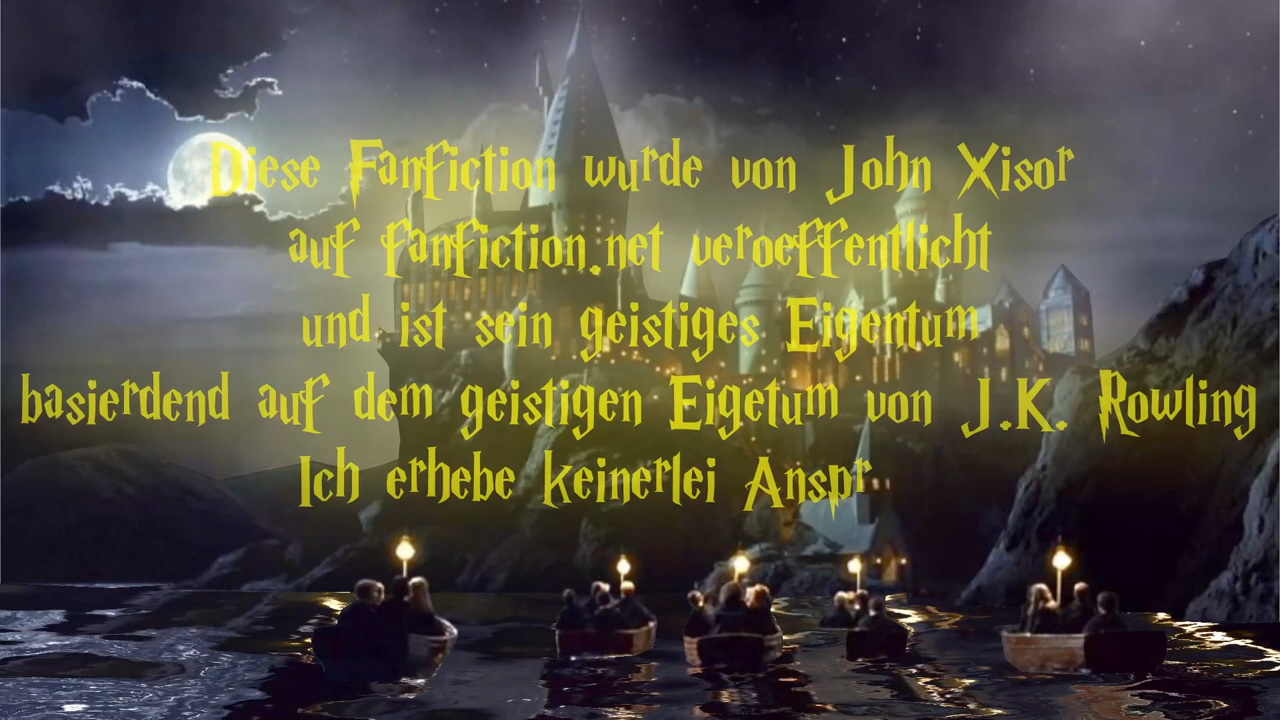 Diese Fanfiction wurde von John Xisor
auf fanfiction.net veroeffentlicht
und ist sein geistiges Eigentum
basierdend auf dem geistigen Eigetum von J.K. Rowling
Ich erhebe keinerlei Anspr